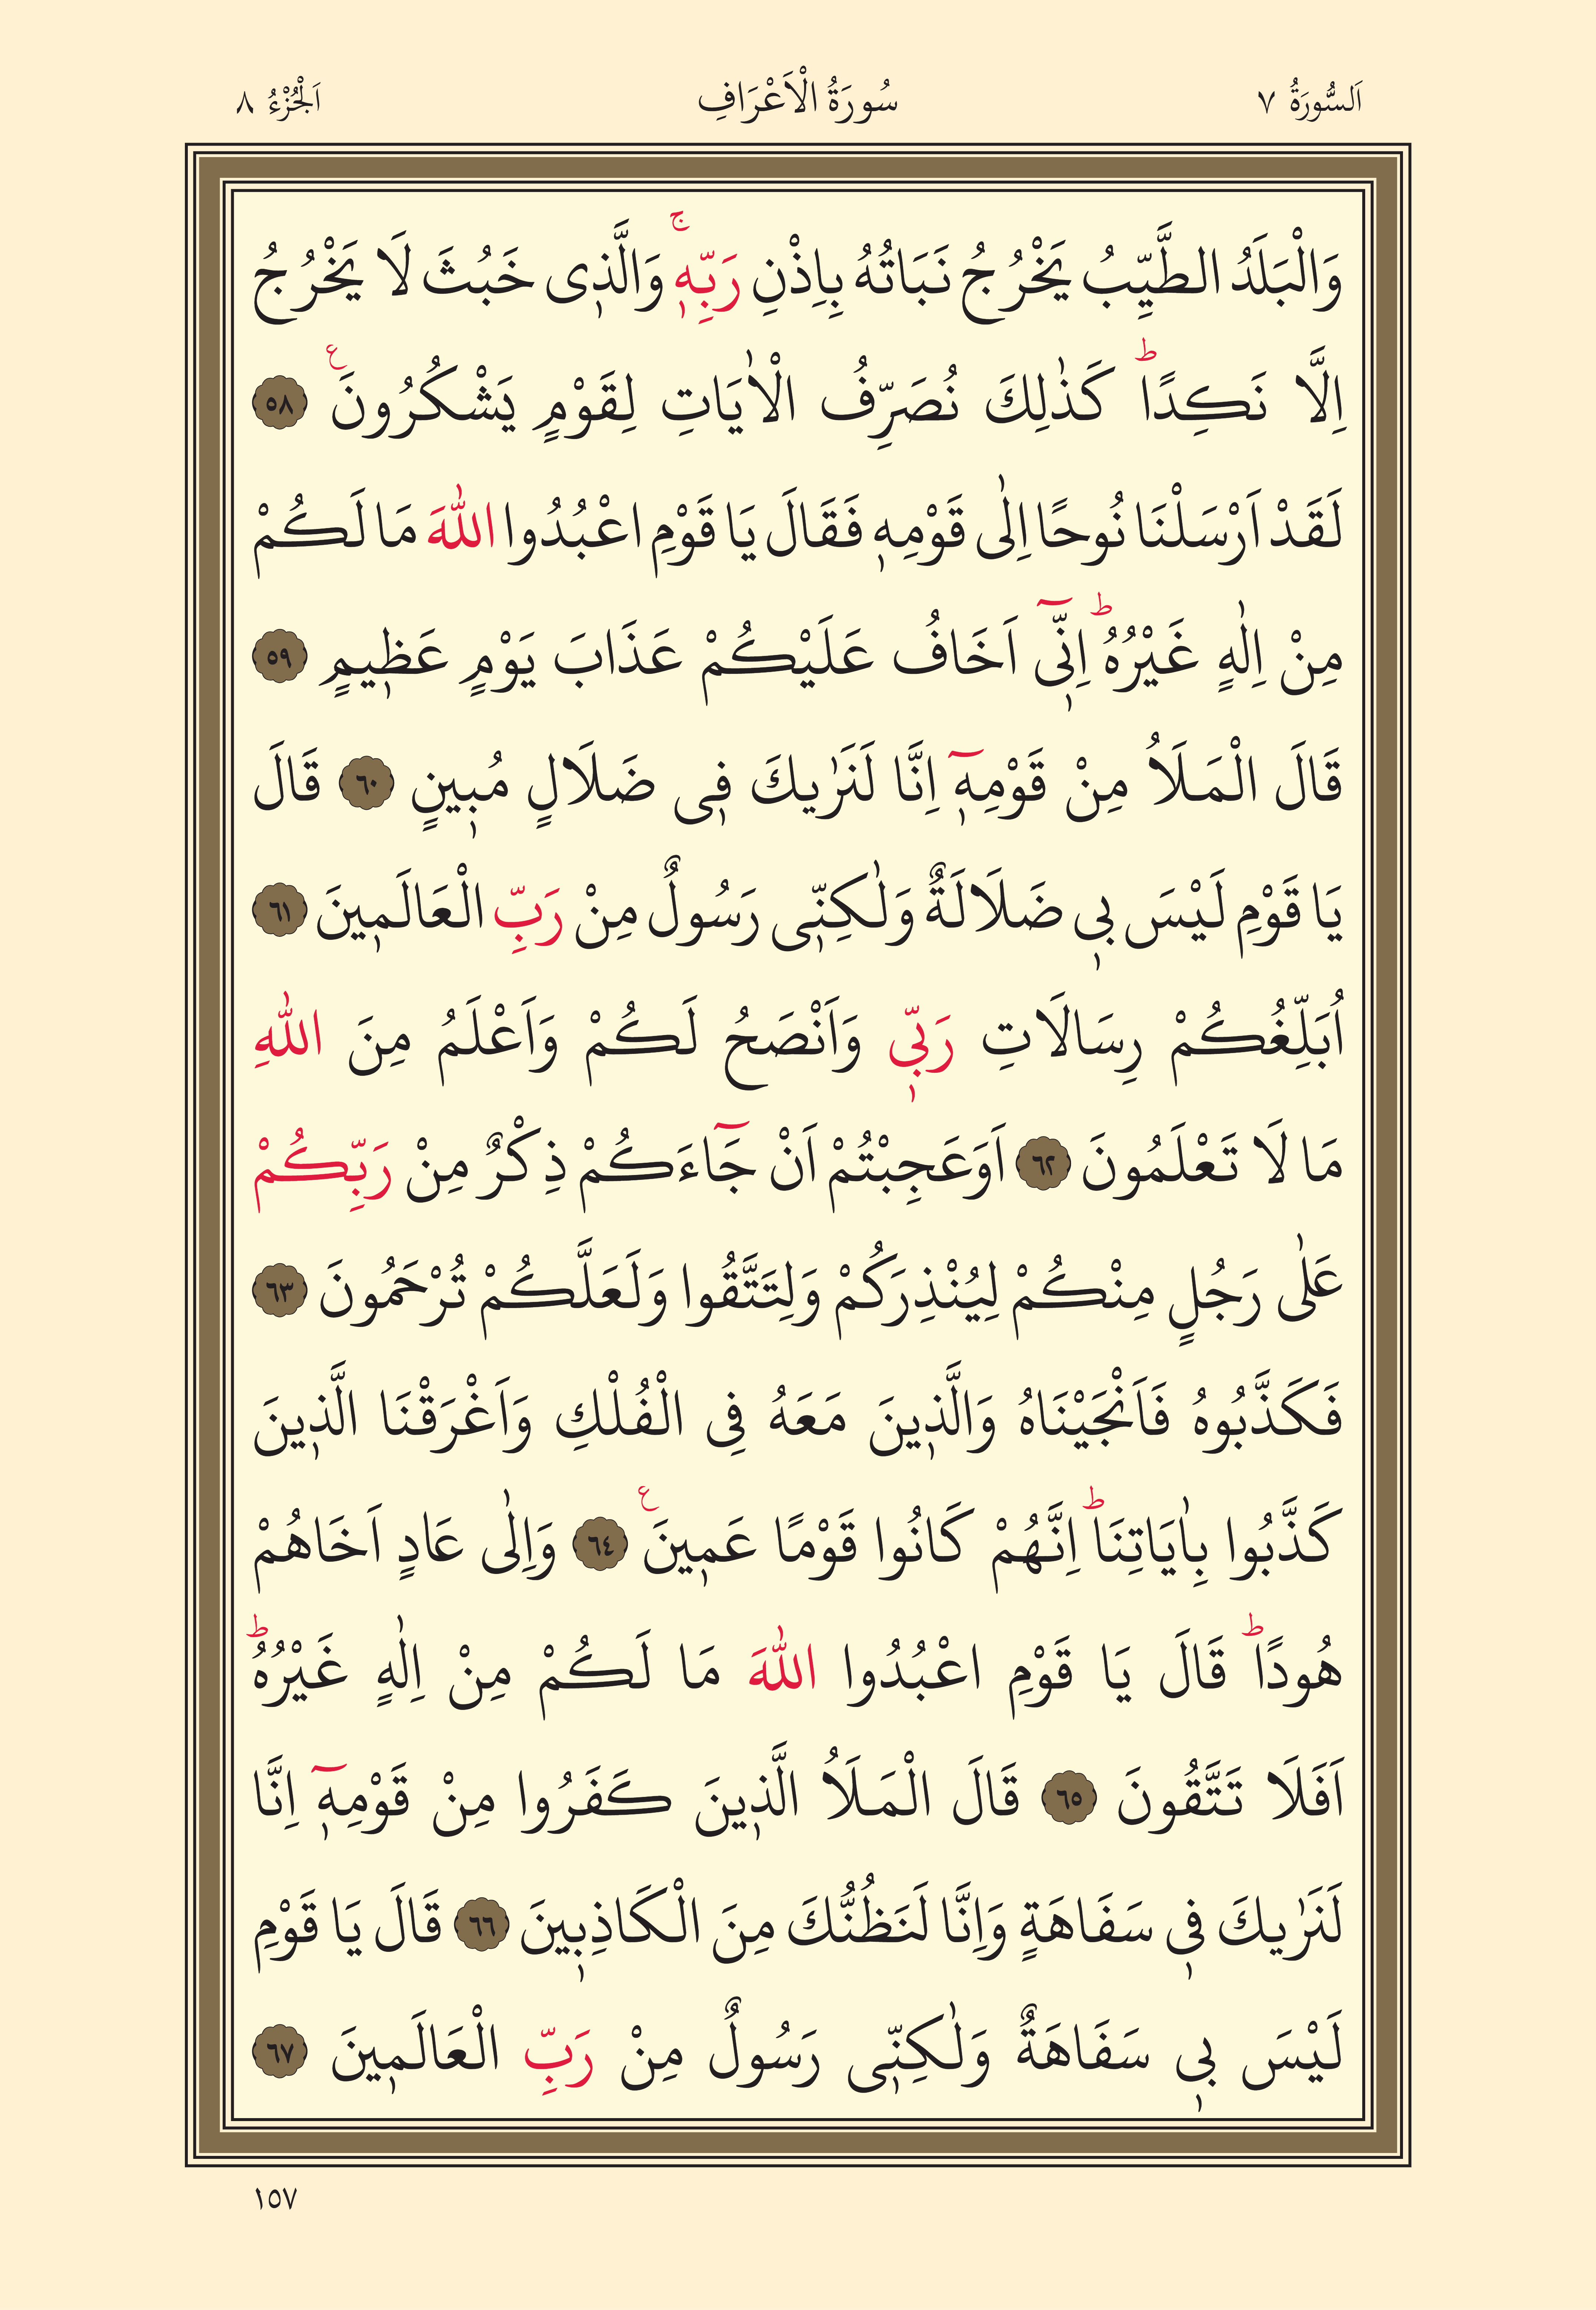 اَلسُّورَةُ ٧ سُورَةُ الْاَعْرَافِ اَلْجُزْءُ ٨
وَالْبَلَدُ الطَّيِّبُ يَخْرُجُ نَبَاتُهُ بِاِذْنِ رَبِّه۪ۚ وَالَّذ۪ى خَبُثَ لَا يَخْرُجُ
اِلَّا نَكِدًاۜ كَذٰلِكَ نُصَرِّفُ الْاٰيَاتِ لِقَوْمٍ يَشْكُرُونَ ع ٥٨
لَقَدْ اَرْسَلْنَا نُوحًا اِلٰى قَوْمِه۪ فَقَالَ يَا قَوْمِ اعْبُدُوا اللّٰهَ مَا لَكُمْ
مِنْ اِلٰهٍ غَيْرُهُۜ اِنّ۪ىٓ اَخَافُ عَلَيْكُمْ عَذَابَ يَوْمٍ عَظ۪يمٍ ٥٩
قَالَ الْمَلَاُ مِنْ قَوْمِه۪ٓ اِنَّا لَنَرٰيكَ ف۪ى ضَلَالٍ مُب۪ينٍ ٦٠ قَالَ
يَا قَوْمِ لَيْسَ ب۪ى ضَلَالَةٌ وَلٰكِنّ۪ى رَسُولٌ مِنْ رَبِّ الْعَالَم۪ينَ ٦١
اُبَلِّغُكُمْ رِسَالَاتِ رَبّ۪ى وَاَنْصَحُ لَكُمْ وَاَعْلَمُ مِنَ اللّٰهِ
مَا لَا تَعْلَمُونَ ٦٢ اَوَعَجِبْتُمْ اَنْ جَٓاءَكُمْ ذِكْرٌ مِنْ رَبِّكُمْ
عَلٰى رَجُلٍ مِنْكُمْ لِيُنْذِرَكُمْ وَلِتَتَّقُوا وَلَعَلَّكُمْ تُرْحَمُونَ ٦٣
فَكَذَّبُوهُ فَاَنْجَيْنَاهُ وَالَّذ۪ينَ مَعَهُ فِى الْفُلْكِ وَاَغْرَقْنَا الَّذ۪ينَ
كَذَّبُوا بِاٰيَاتِنَاۜ اِنَّهُمْ كَانُوا قَوْمًا عَم۪ينَ ع ٦٤ وَاِلٰى عَادٍ اَخَاهُمْ
هُودًاۜ قَالَ يَا قَوْمِ اعْبُدُوا اللّٰهَ مَا لَكُمْ مِنْ اِلٰهٍ غَيْرُهُۜ
اَفَلَا تَتَّقُونَ ٦٥ قَالَ الْمَلَاُ الَّذ۪ينَ كَفَرُوا مِنْ قَوْمِه۪ٓ اِنَّا
لَنَرٰيكَ ف۪ى سَفَاهَةٍ وَاِنَّا لَنَظُنُّكَ مِنَ الْكَاذِب۪ينَ ٦٦ قَالَ يَا قَوْمِ
لَيْسَ ب۪ى سَفَاهَةٌ وَلٰكِنّ۪ى رَسُولٌ مِنْ رَبِّ الْعَالَم۪ينَ ٦٧
١٥٧